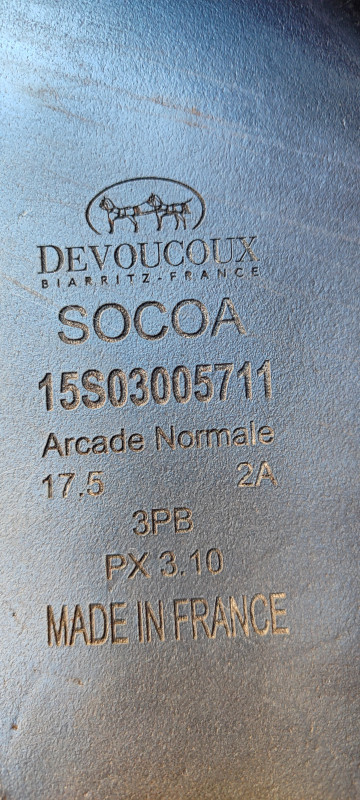 DEVOUCOUX
BIARRITZ-FRANCE
SOCOA
15S03005711
Arcade Normale
17.5 2A
3PB
PX 3.10
MADE IN FRANCE